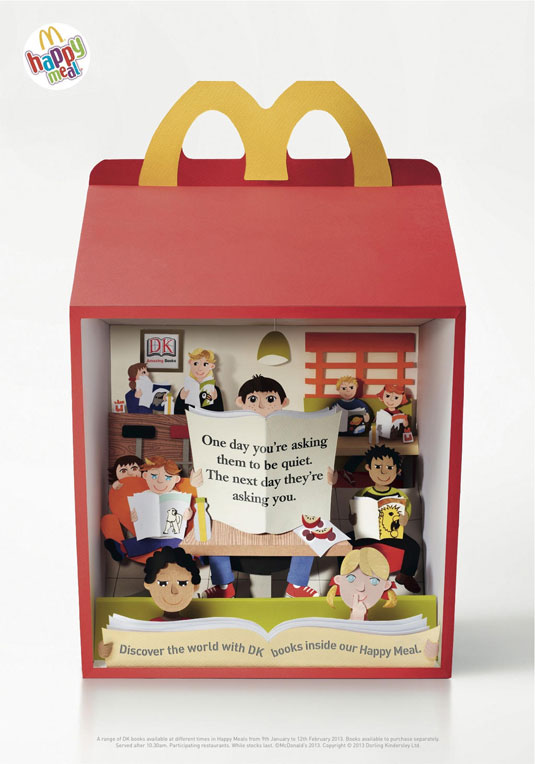 happy
meal
DK
Amazing Books
One day you're asking
them to be quiet.
The next day they're
asking you.
Discover the world with DK books inside our Happy Meal.
A range of DK books available at different times in Happy Meals from 9th January to 12th February 2013. Books available to purchase separately.
Served after 10.30am. Participating restaurants. While stocks last. ©McDonald's 2013. Copyright © 2013 Dorling Kindersley Ltd.